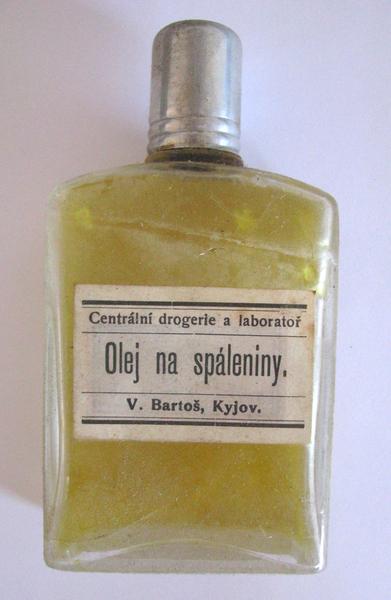 Centrální drogerie a laboratoř
Olej na spáleniny.
V. Bartoš, Kyjov.